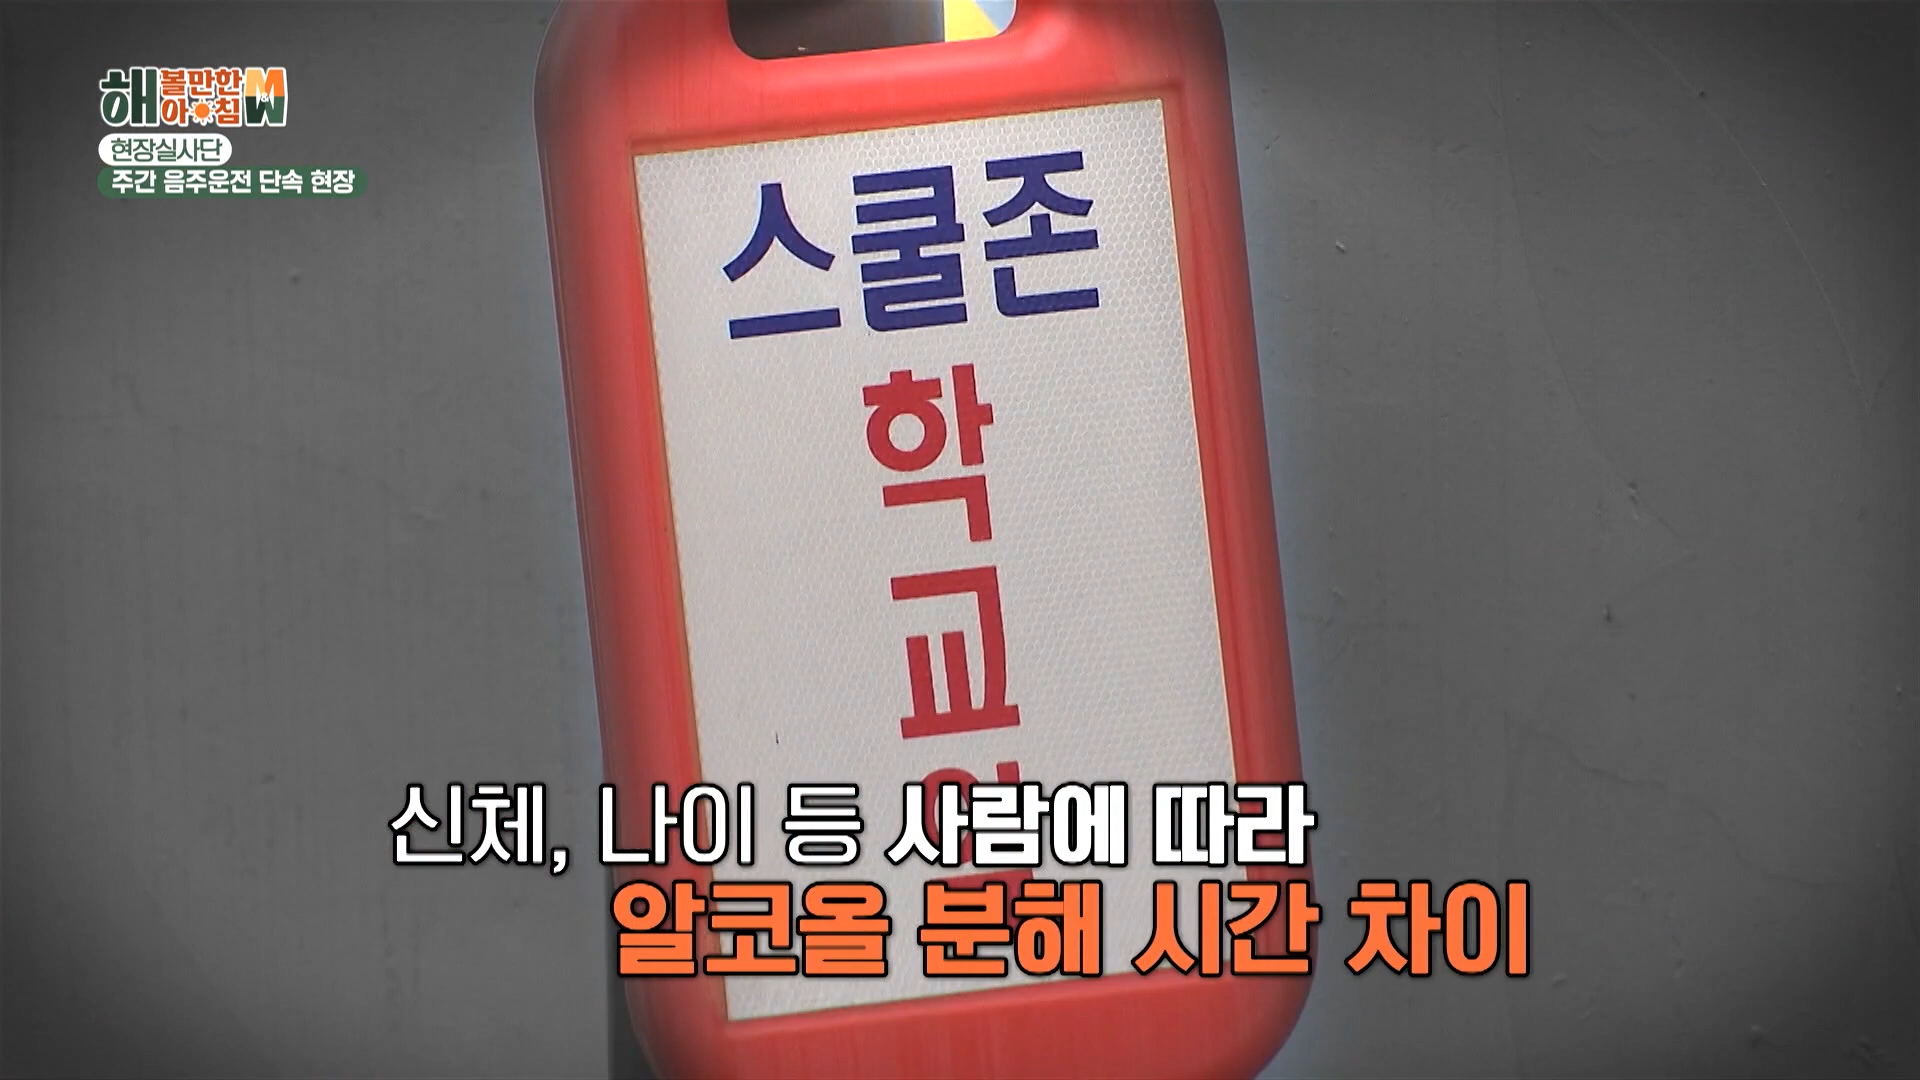 해볼만한
아침 M&W
현장실사단
주간 음주운전 단속 현장
스쿨존
학
교
신체, 나이 등 사람에 따라
알코올 분해 시간 차이